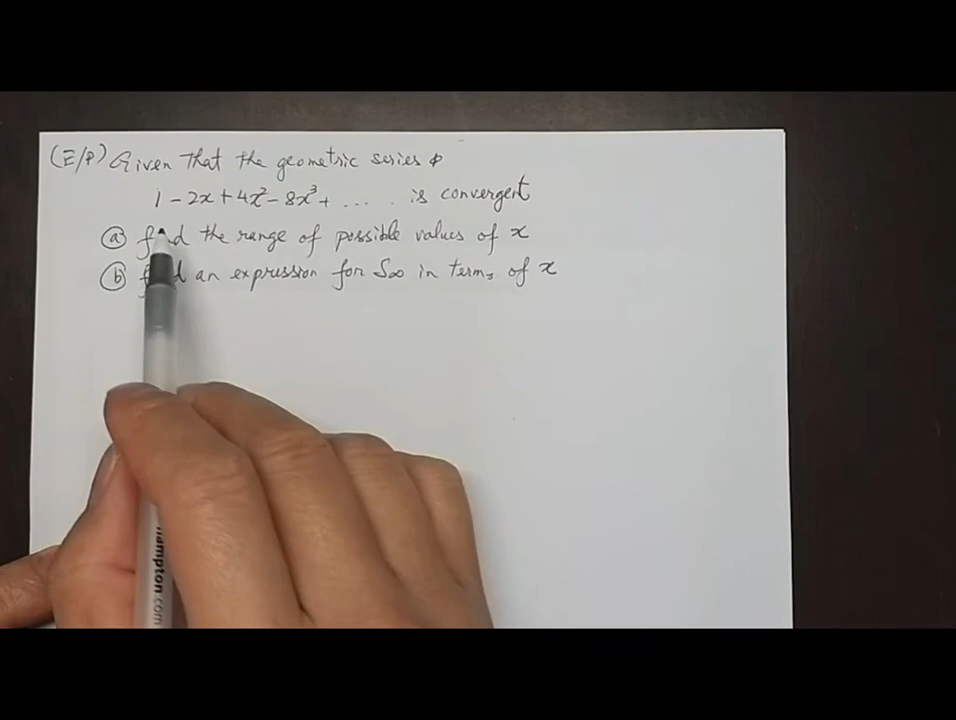 (E/P) Given that the geometric series
1 - 2x + 4x² - 8x³ + .... is convergent
ⓐ find the range of possible values of x
ⓑ find an expression for S∞ in terms of x
hampton.com